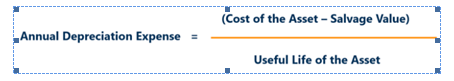 (Cost of the Asset – Salvage Value)
Annual Depreciation Expense =
Useful Life of the Asset